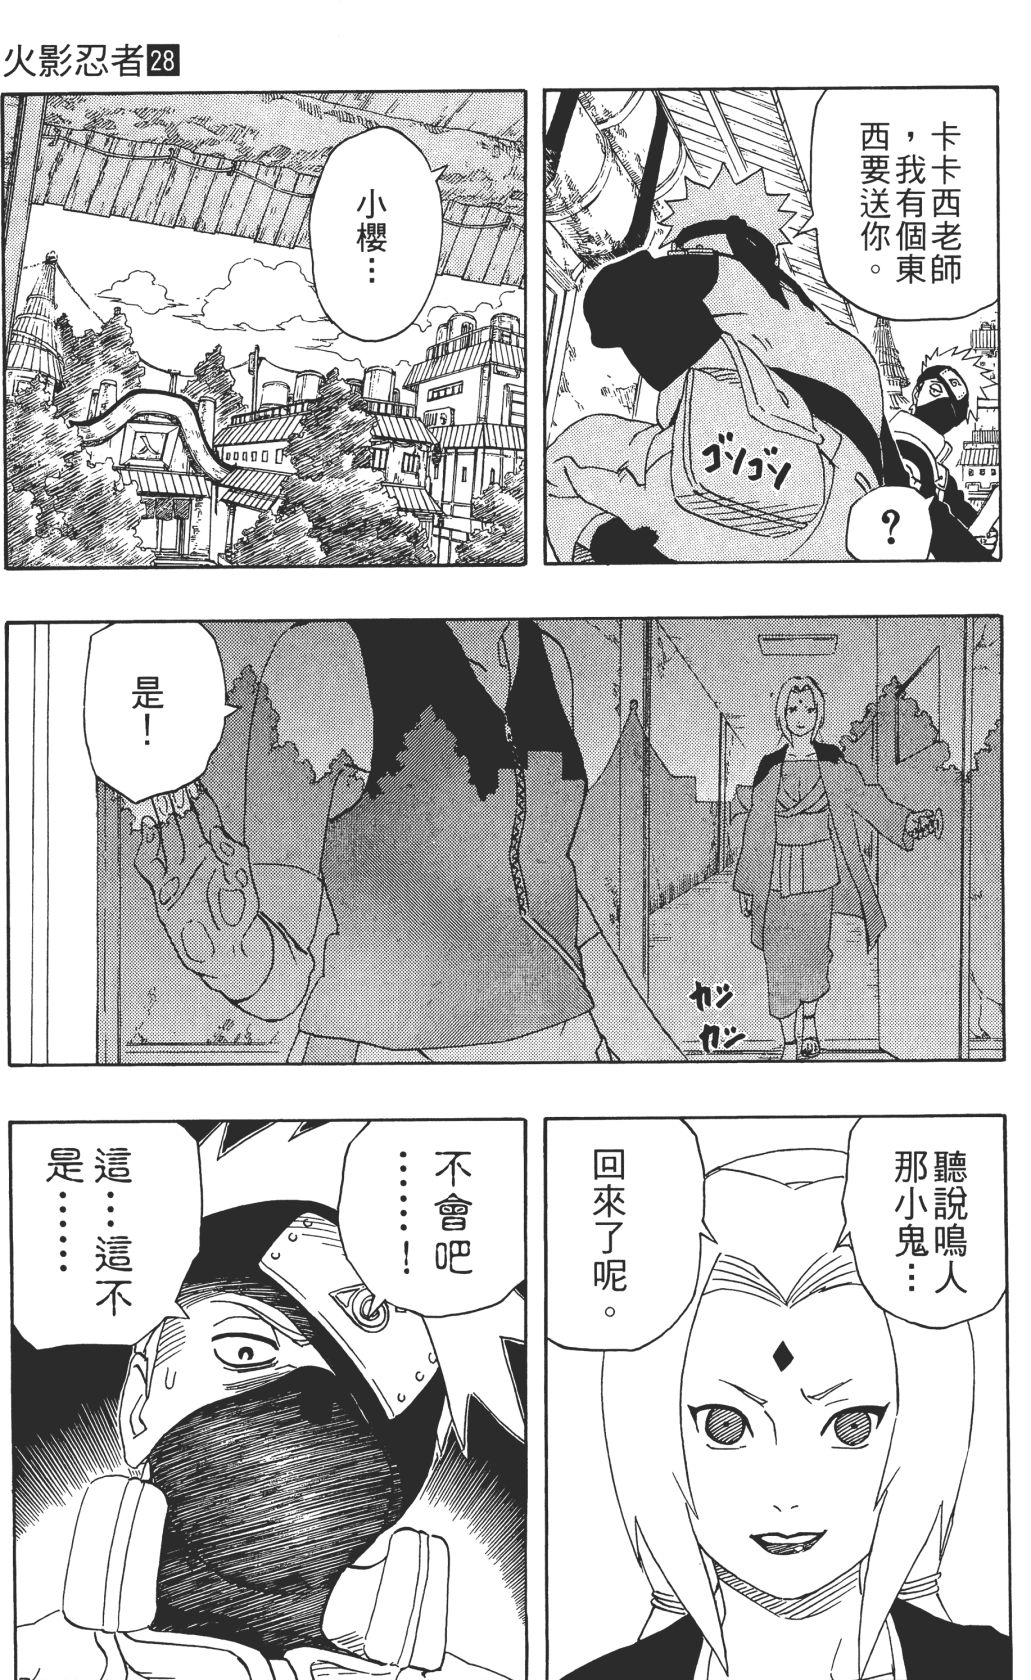 火影忍者28
卡卡西老師
，我有個東
西要送你。
ゴソゴソ
？
小櫻…
是！
カツ
カツ
聽說鳴人
那小鬼…
回來了呢。
不會吧
……！
這…這不
是……